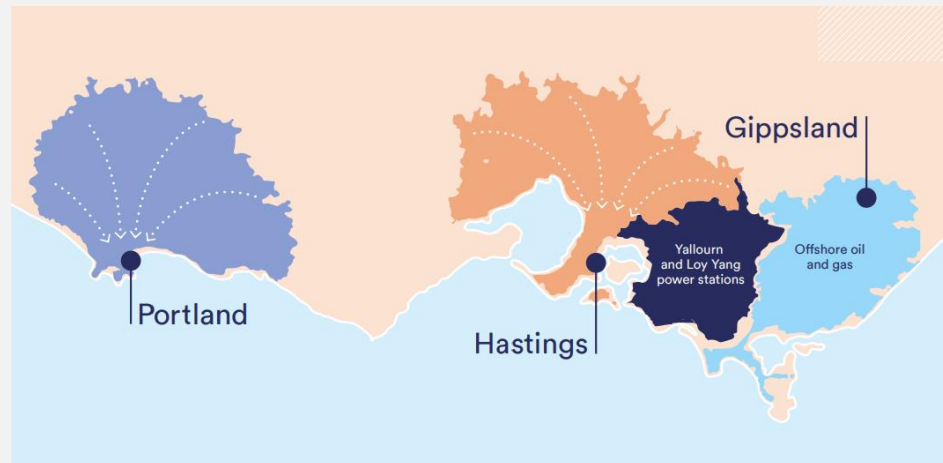 Gippsland
Yallourn
and Loy Yang
power stations
Offshore oil
and gas
Portland
Hastings